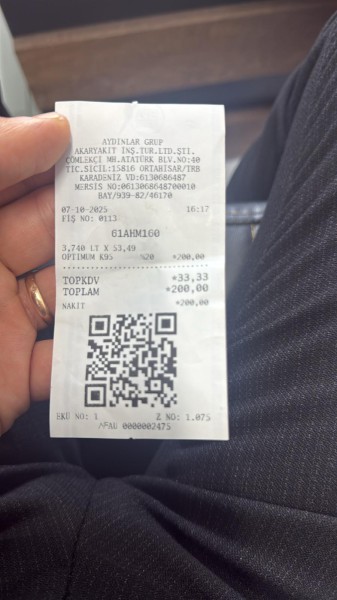 AYDINLAR GRUP
AKARYAKIT İNŞ.TUR.LTD.ŞTİ.
ÇÖMLEKÇİ MH.ATATÜRK BLV.NO:40
TİC.SİCİL:15816 ORTAHİSAR/TRB
KARADENİZ VD:6130686487
MERSİS NO:0613068648700010
BAY/939-82/46170
07-10-2025 16:17
FİŞ NO: 0113
61AHM160
3,740 LT X 53,49
OPTIMUM K95 %20 *200,00
TOPKDV *33,33
TOPLAM *200,00
NAKİT *200,00
EKÜ NO: 1 Z NO: 1.075
0000002475